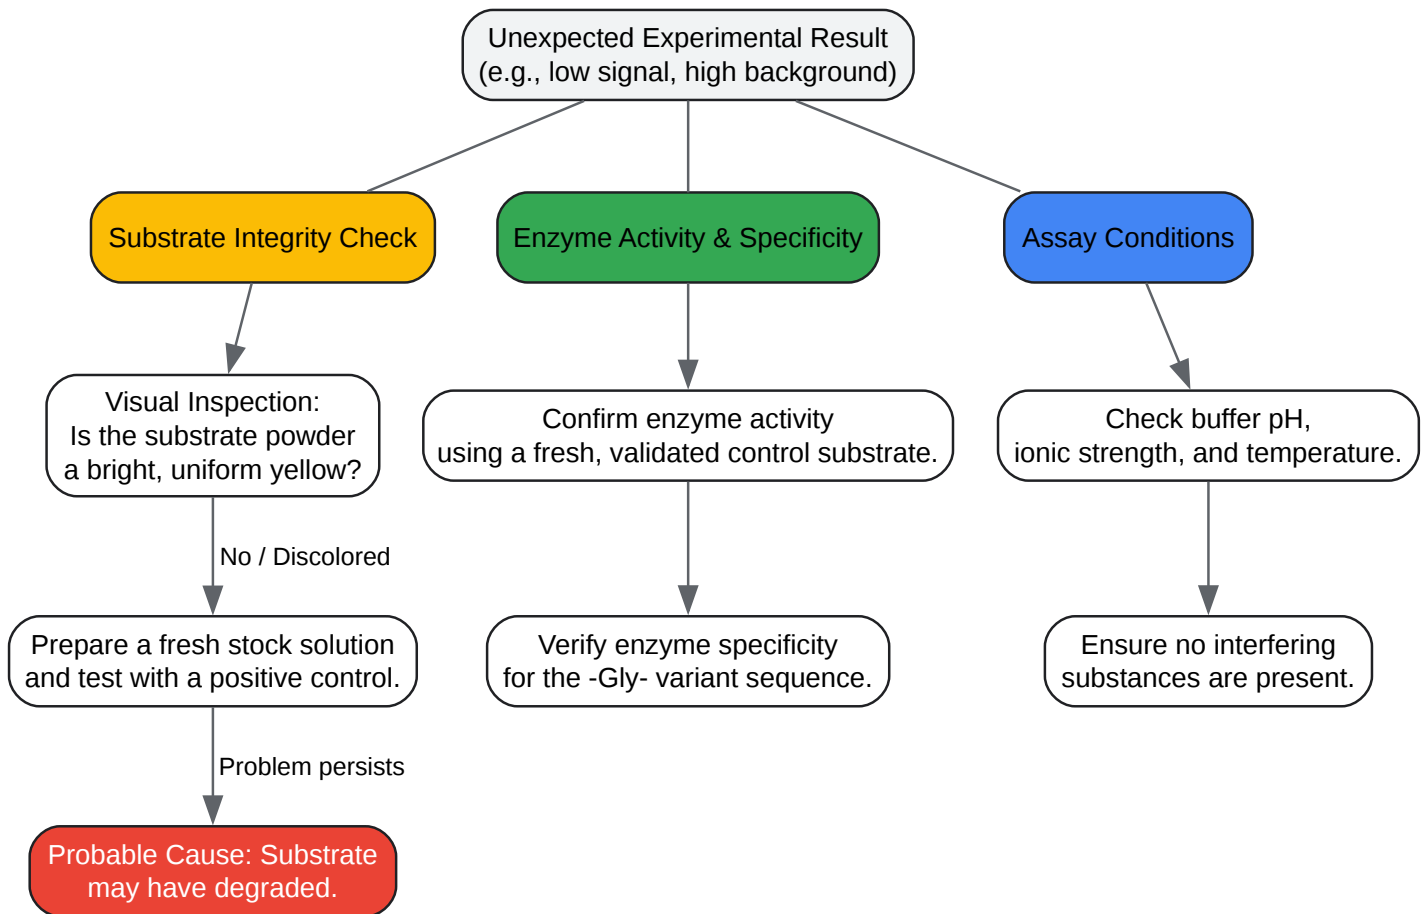 Unexpected Experimental Result
(e.g., low signal, high background)
Substrate Integrity Check
Enzyme Activity & Specificity
Assay Conditions
Visual Inspection:
Is the substrate powder
a bright, uniform yellow?
Confirm enzyme activity
using a fresh, validated control substrate.
Check buffer pH,
ionic strength, and temperature.
No / Discolored
Prepare a fresh stock solution
and test with a positive control.
Verify enzyme specificity
for the -Gly- variant sequence.
Ensure no interfering
substances are present.
Problem persists
Probable Cause: Substrate
may have degraded.